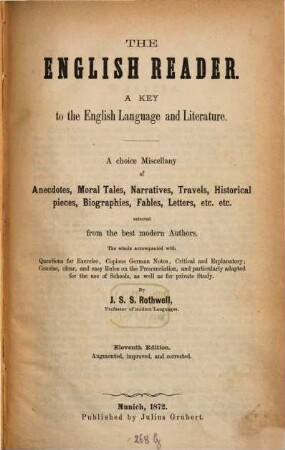 THE
ENGLISH READER.
A KEY
to the English Language and Literature.
A choice Miscellany
of
Anecdotes, Moral Tales, Narratives, Travels, Historical
pieces, Biographies, Fables, Letters, etc. etc.
selected
from the best modern Authors.
The whole accompanied with
Questions for Exercise, Copious German Notes, Critical and Explanatory;
Concise, clear, and easy Rules on the Pronunciation, and particularly adapted
for the use of Schools, as well as for private Study.
By
J. S. S. Rothwell,
Professor of modern Languages.
Eleventh Edition.
Augmented, improved, and corrected.
Munich, 1872.
Published by Julius Grubert.